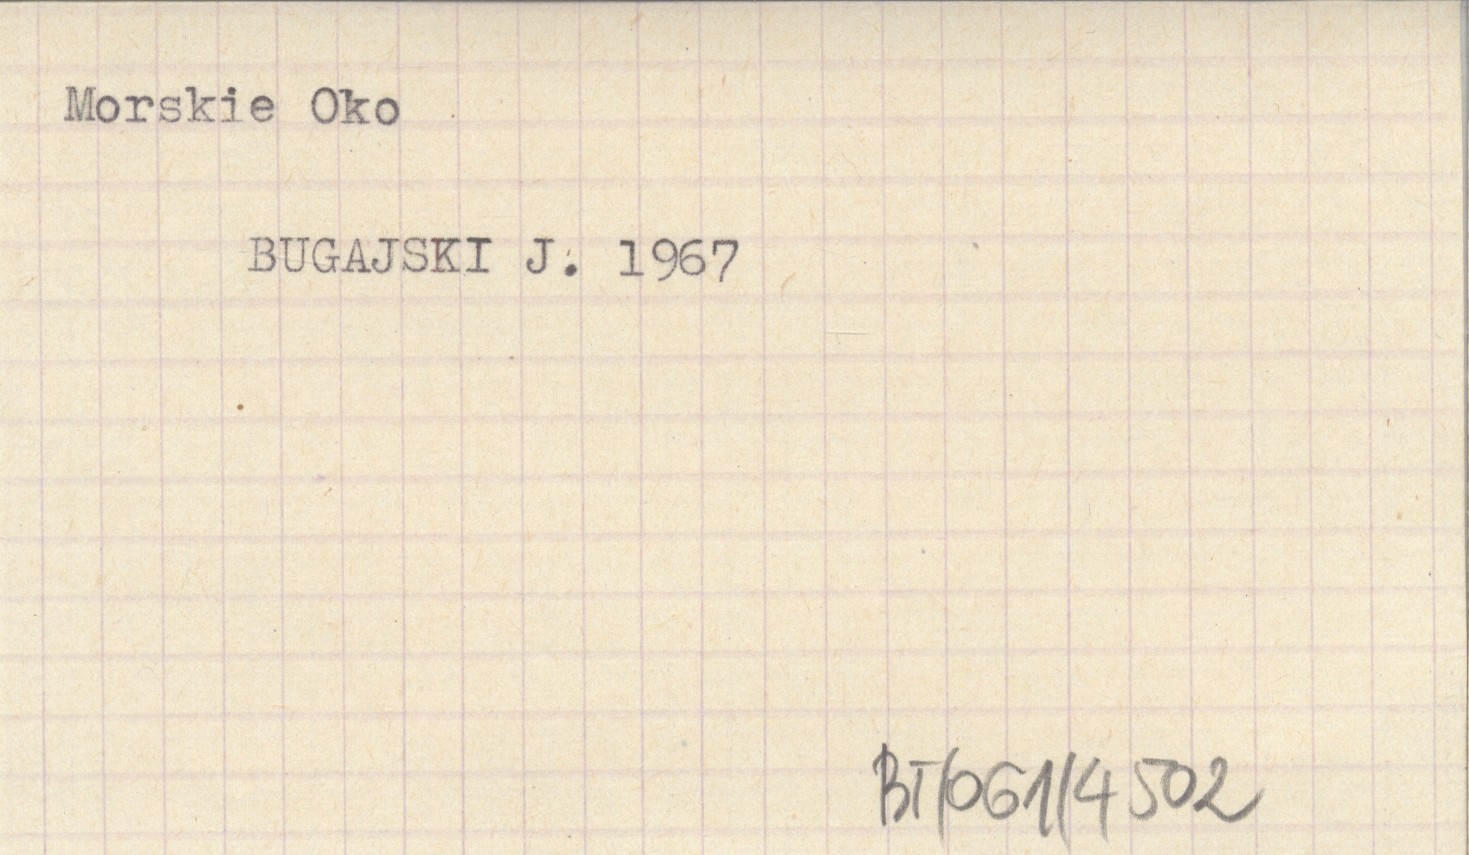 Morskie Oko
BUGAJSKI J. 1967
BT/061/4502